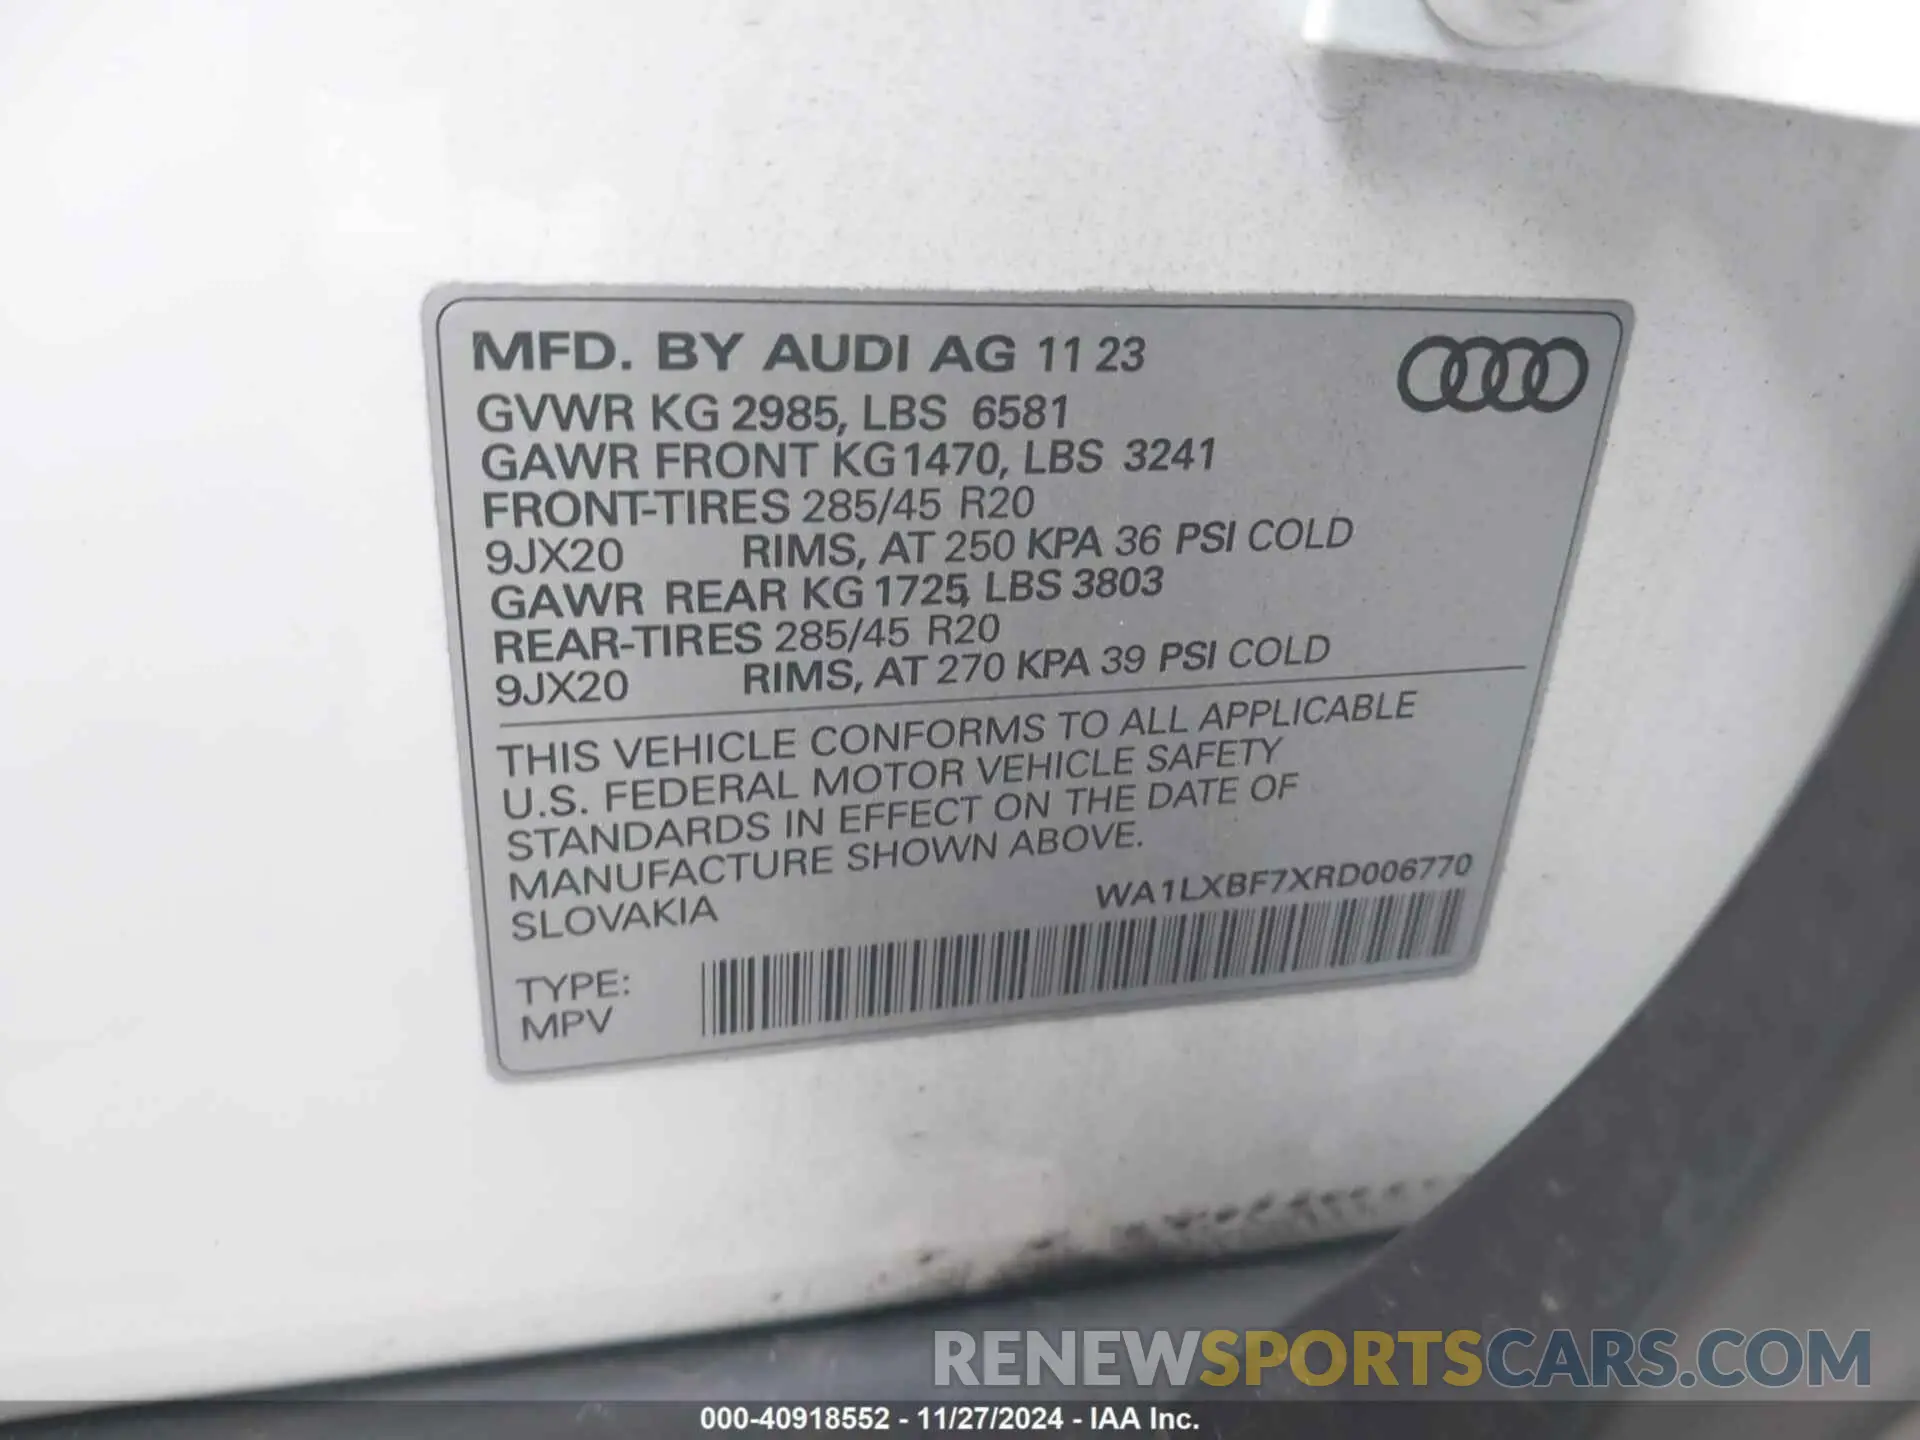 MFD. BY AUDI AG 11 23
GVWR KG 2985, LBS 6581
GAWR FRONT KG 1470, LBS 3241
FRONT-TIRES 285/45 R20
9JX20 RIMS, AT 250 KPA 36 PSI COLD
GAWR REAR KG 1725, LBS 3803
REAR-TIRES 285/45 R20
9JX20 RIMS, AT 270 KPA 39 PSI COLD
THIS VEHICLE CONFORMS TO ALL APPLICABLE
U.S. FEDERAL MOTOR VEHICLE SAFETY
STANDARDS IN EFFECT ON THE DATE OF
MANUFACTURE SHOWN ABOVE.
SLOVAKIA
WA1LXBF7XRD006770
TYPE:
MPV
RENEWSPORTSCARS.COM
000-40918552 - 11/27/2024 - IAA Inc.